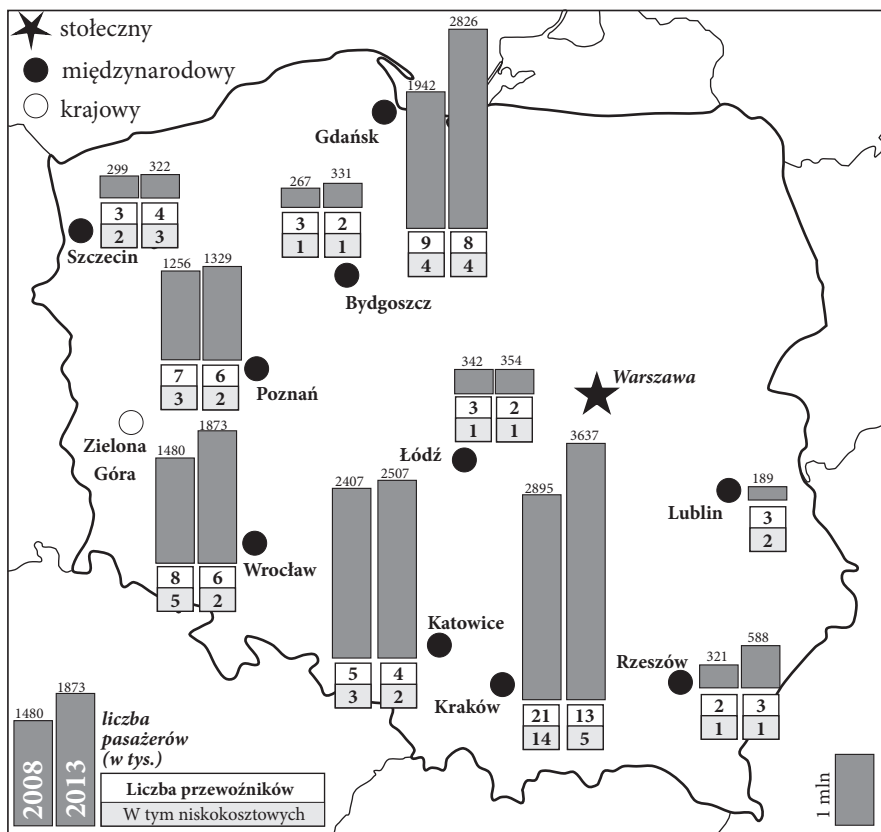 stołeczny
międzynarodowy
krajowy
2826
1942
Gdańsk
299 322
3 4
2 3
Szczecin
267 331
3 2
1 1
Bydgoszcz
9 8
4 4
1256 1329
7 6
3 2
Poznań
342 354
3 2
1 1
Łódź
Warszawa
Zielona
Góra
1480 1873
8 6
5 2
Wrocław
2407 2507
5 4
3 2
Katowice
2895 3637
21 13
14 5
Kraków
189
3
2
Lublin
321 588
2 3
1 1
Rzeszów
1480 1873
2008 2013
liczba
pasażerów
(w tys.)
Liczba przewoźników
W tym niskokosztowych
1 mln